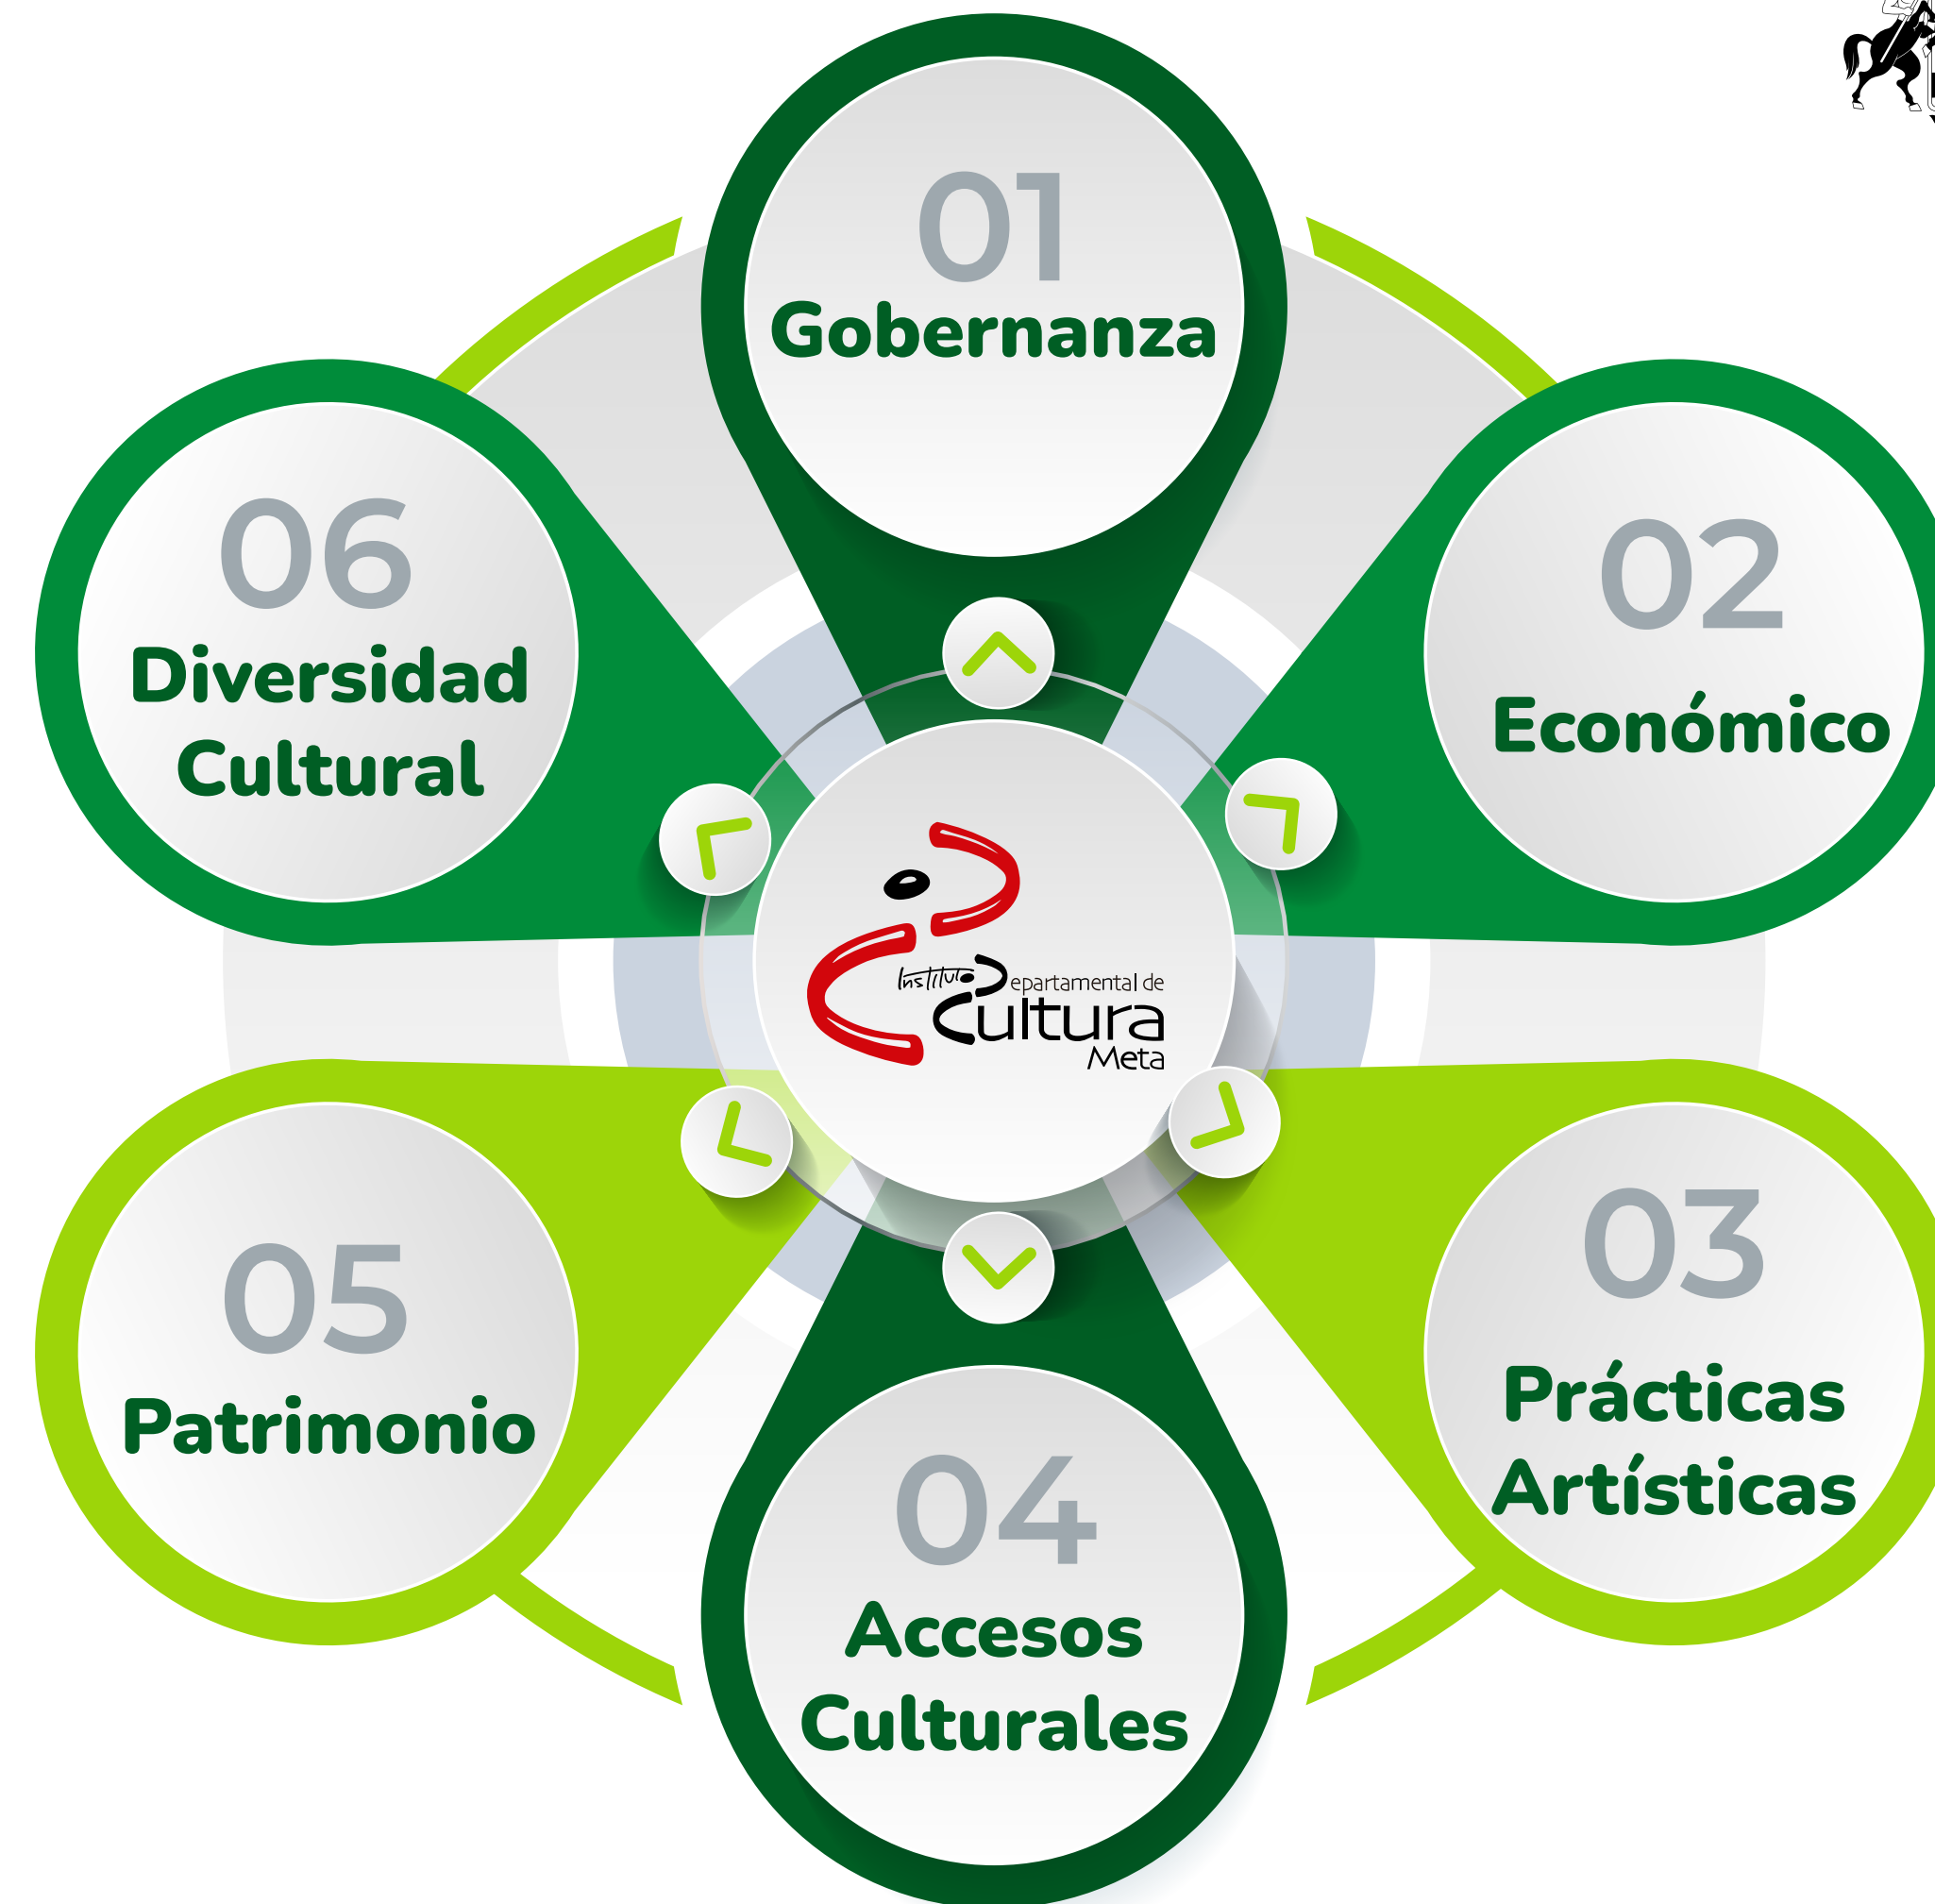 01
Gobernanza
02
Económico
03
Prácticas
Artísticas
04
Accesos
Culturales
05
Patrimonio
06
Diversidad
Cultural
Instituto Departamental de
Cultura
Meta